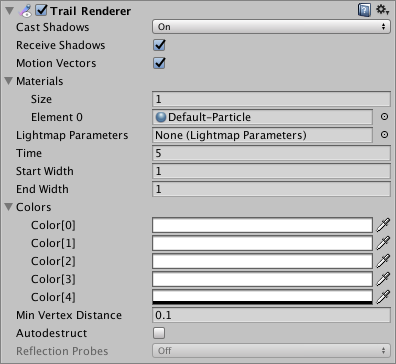 Trail Renderer
Cast Shadows On
Receive Shadows
Motion Vectors
Materials
Size 1
Element 0 Default-Particle
Lightmap Parameters None (Lightmap Parameters)
Time 5
Start Width 1
End Width 1
Colors
Color[0]
Color[1]
Color[2]
Color[3]
Color[4]
Min Vertex Distance 0.1
Autodestruct
Reflection Probes Off